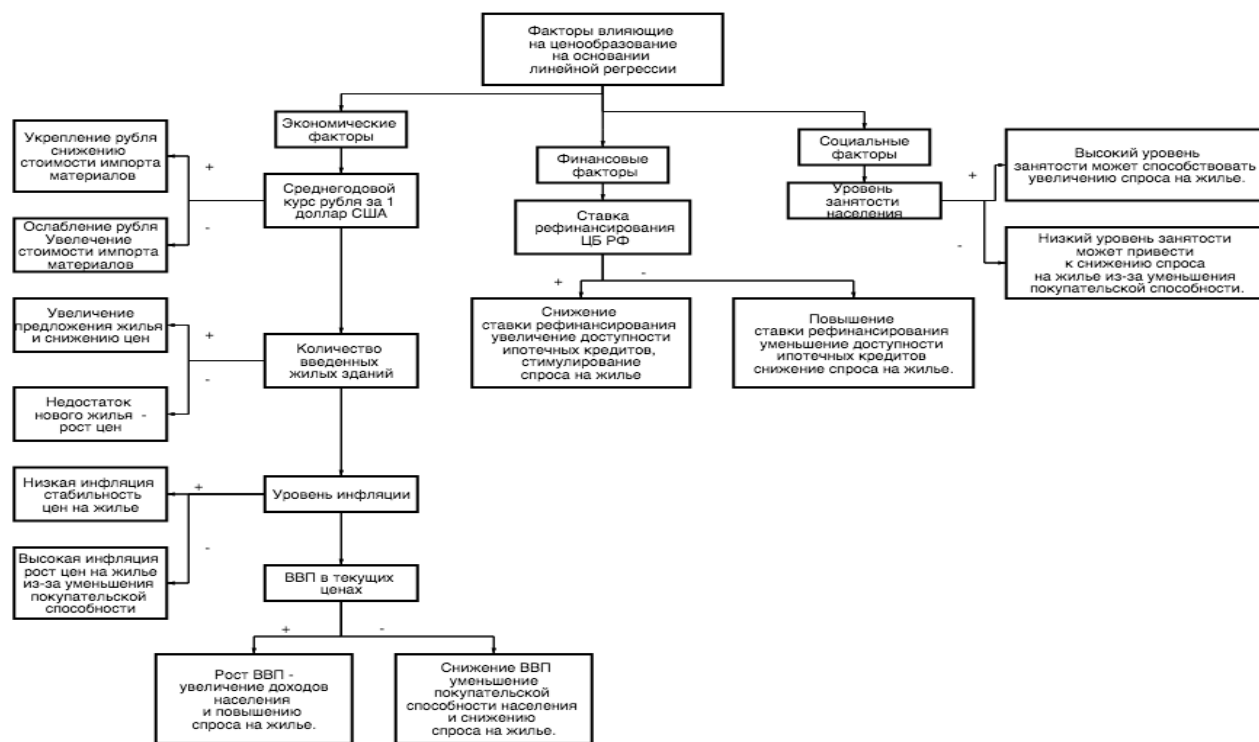 Факторы влияющие
на ценообразование
на основании
линейной регрессии
Экономические
факторы
Укрепление рубля
снижению
стоимости импорта
материалов
+
Среднегодовой
курс рубля за 1
доллар США
-
Ослабление рубля
Увелечение
стоимости импорта
материалов
Увеличение
предложения жилья
и снижению цен
+
Количество
введенных
жилых зданий
-
Недостаток
нового жилья -
рост цен
Низкая инфляция
стабильность
цен на жилье
+
Уровень инфляции
-
Высокая инфляция
рост цен на жилье
из-за уменьшения
покупательской
способности
ВВП в текущих
ценах
+
-
Рост ВВП -
увеличение доходов
населения
и повышению
спроса на жилье.
Снижение ВВП
уменьшение
покупательской
способности населения
и снижению
спроса на жилье.
Финансовые
факторы
Ставка
рефинансирования
ЦБ РФ
+
-
Снижение
ставки рефинансирования
увеличение доступности
ипотечных кредитов,
стимулирование
спроса на жилье
Повышение
ставки рефинансирования
уменьшение доступности
ипотечных кредитов
снижение спроса на жилье.
Социальные
факторы
Уровень
занятости
населения
+
Высокий уровень
занятости может способствовать
увеличению спроса на жилье.
-
Низкий уровень занятости
может привести
к снижению спроса
на жилье из-за уменьшения
покупательской способности.